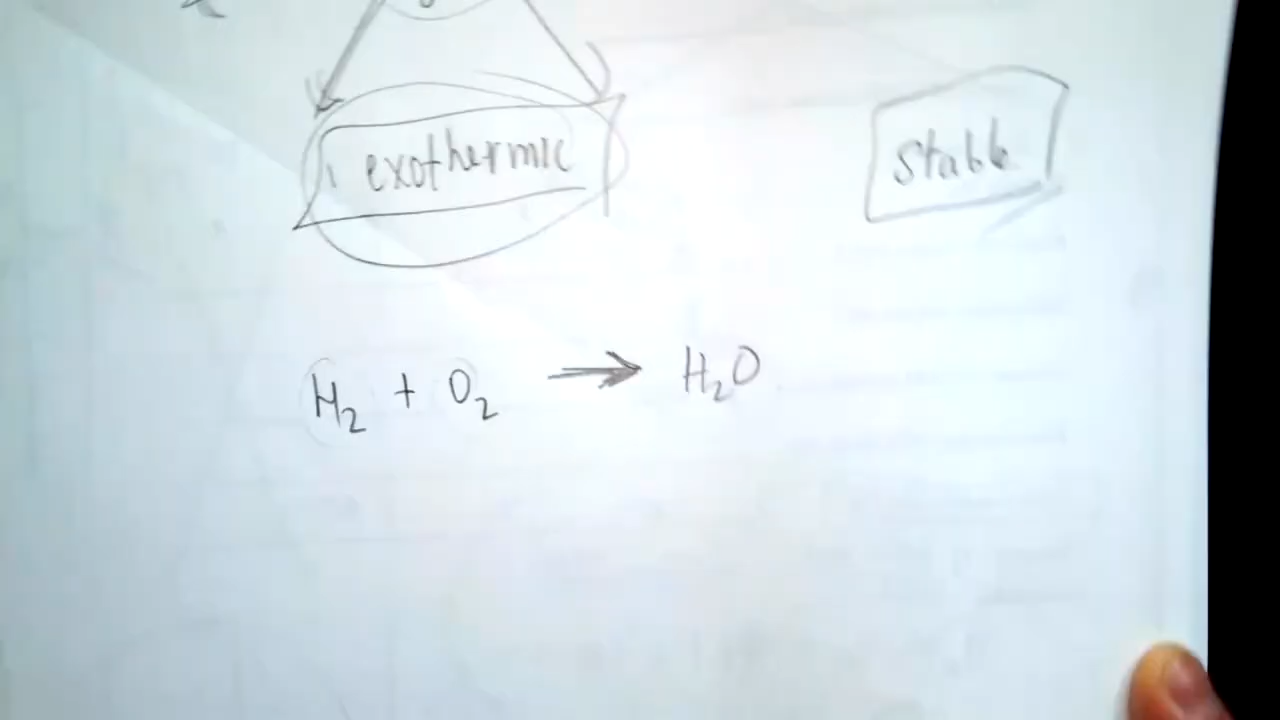 exothermic
stable
H₂ + O₂ → H₂O